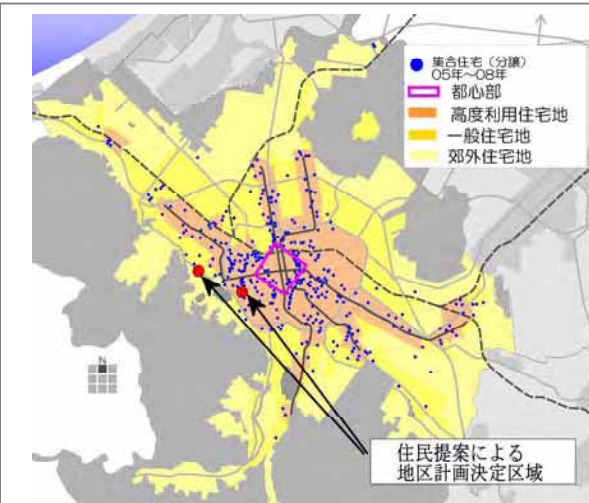 集合住宅（分譲）
05年～08年
都心部
高度利用住宅地
一般住宅地
郊外住宅地
N
住民提案による
地区計画決定区域